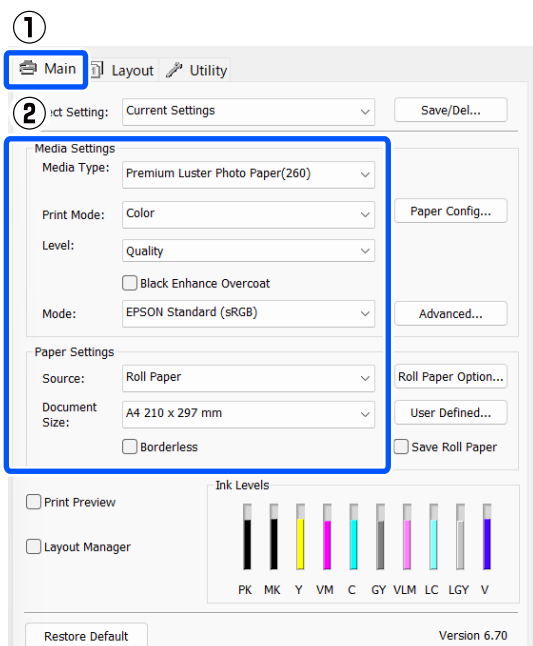 ①
Main Layout Utility
②
ect Setting: Current Settings Save/Del...
Media Settings
Media Type: Premium Luster Photo Paper(260)
Print Mode: Color Paper Config...
Level: Quality
Black Enhance Overcoat
Mode: EPSON Standard (sRGB) Advanced...
Paper Settings
Source: Roll Paper Roll Paper Option...
Document
Size: A4 210 x 297 mm User Defined...
Borderless Save Roll Paper
Ink Levels
Print Preview
Layout Manager
PK MK Y VM C GY VLM LC LGY V
Restore Default Version 6.70